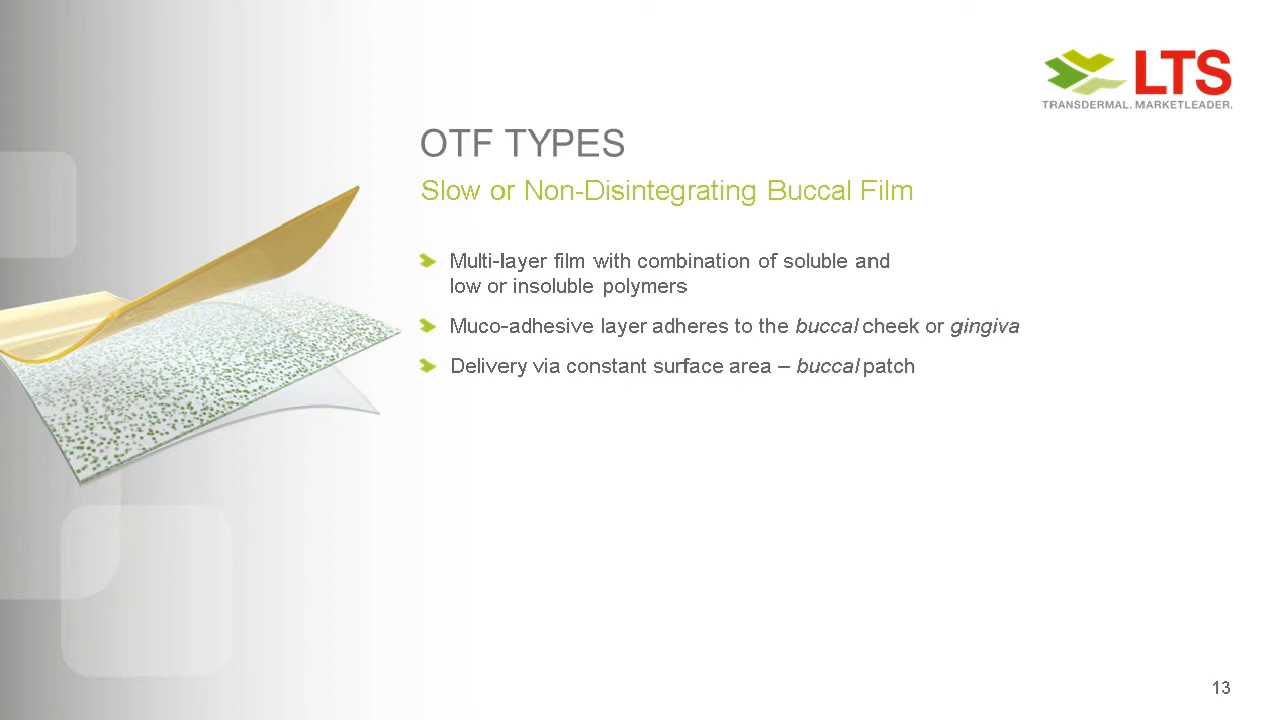 LTS
TRANSDERMAL. MARKETLEADER.
OTF TYPES
Slow or Non-Disintegrating Buccal Film
Multi-layer film with combination of soluble and
low or insoluble polymers
Muco-adhesive layer adheres to the buccal cheek or gingiva
Delivery via constant surface area – buccal patch
13